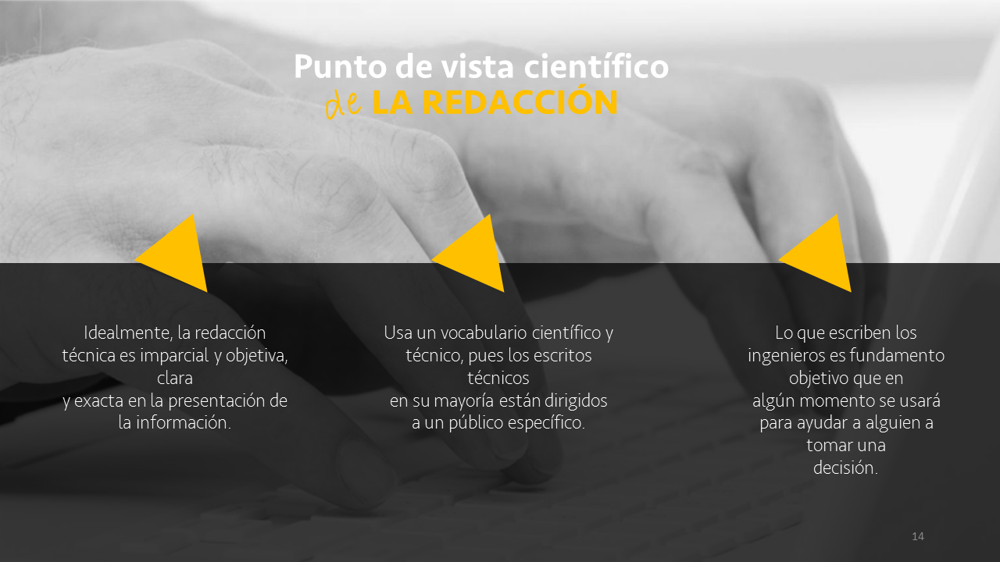 Punto de vista científico
de LA REDACCIÓN
Idealmente, la redacción
técnica es imparcial y objetiva,
clara
y exacta en la presentación de
la información.
Usa un vocabulario científico y
técnico, pues los escritos
técnicos
en su mayoría están dirigidos
a un público específico.
Lo que escriben los
ingenieros es fundamento
objetivo que en
algún momento se usará
para ayudar a alguien a
tomar una
decisión.
14